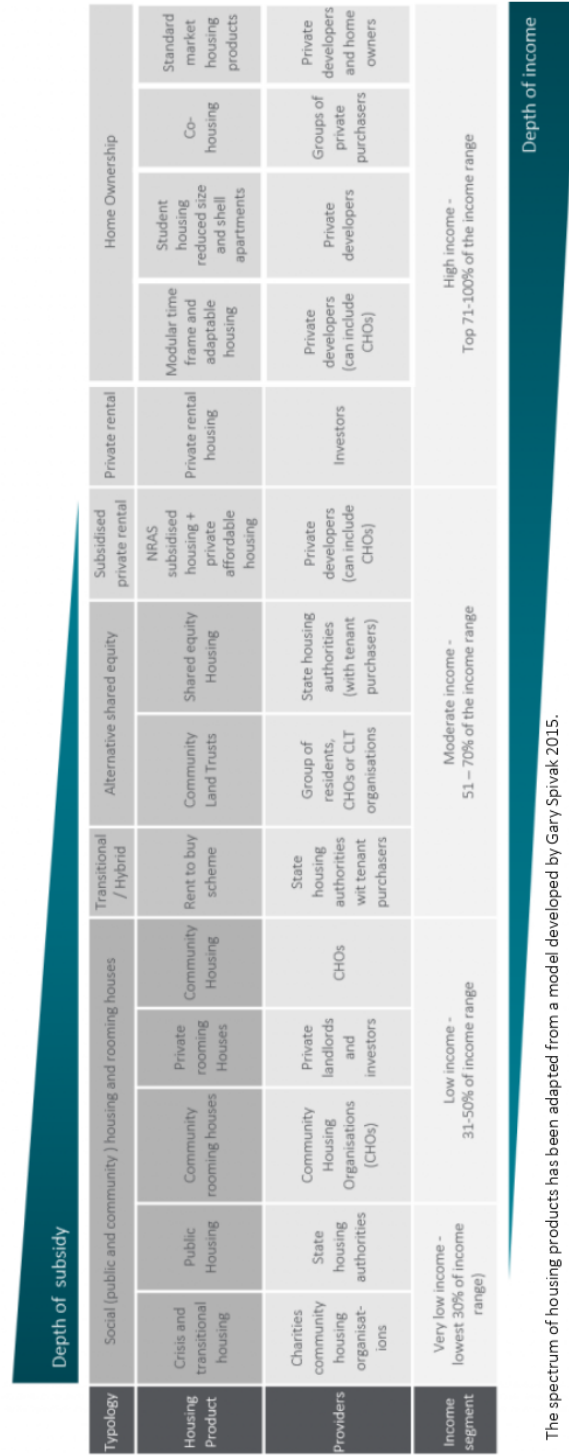 Depth of subsidy
Typology
Social (public and community ) housing and rooming houses
Transitional
/ Hybrid
Alternative shared equity
Subsidised
private rental
Private rental
Home Ownership
Housing
Product
Crisis and
transitional
housing
Public
Housing
Community
rooming houses
Private
rooming
Houses
Community
Housing
Rent to buy
scheme
Community
Land Trusts
Shared equity
Housing
NRAS
subsidised
housing +
private
affordable
housing
Private rental
housing
Modular time
frame and
adaptable
housing
Student
housing
reduced size
and shell
apartments
Co-
housing
Standard
market
housing
products
Providers
Charities
community
housing
organisat-
ions
State
housing
authorities
Community
Housing
Organisations
(CHOs)
Private
landlords
and
investors
CHOs
State
housing
authorities
wit tenant
purchasers
Group of
residents,
CHOs or CLT
organisations
State housing
authorities
(with tenant
purchasers)
Private
developers
(can include
CHOs)
Investors
Private
developers
(can include
CHOs)
Private
developers
Groups of
private
purchasers
Private
developers
and home
owners
Income
segment
Very low income -
lowest 30% of income
range)
Low income -
31-50% of income range
Moderate income -
51 – 70% of the income range
High income -
Top 71-100% of the income range
Depth of income
The spectrum of housing products has been adapted from a model developed by Gary Spivak 2015.